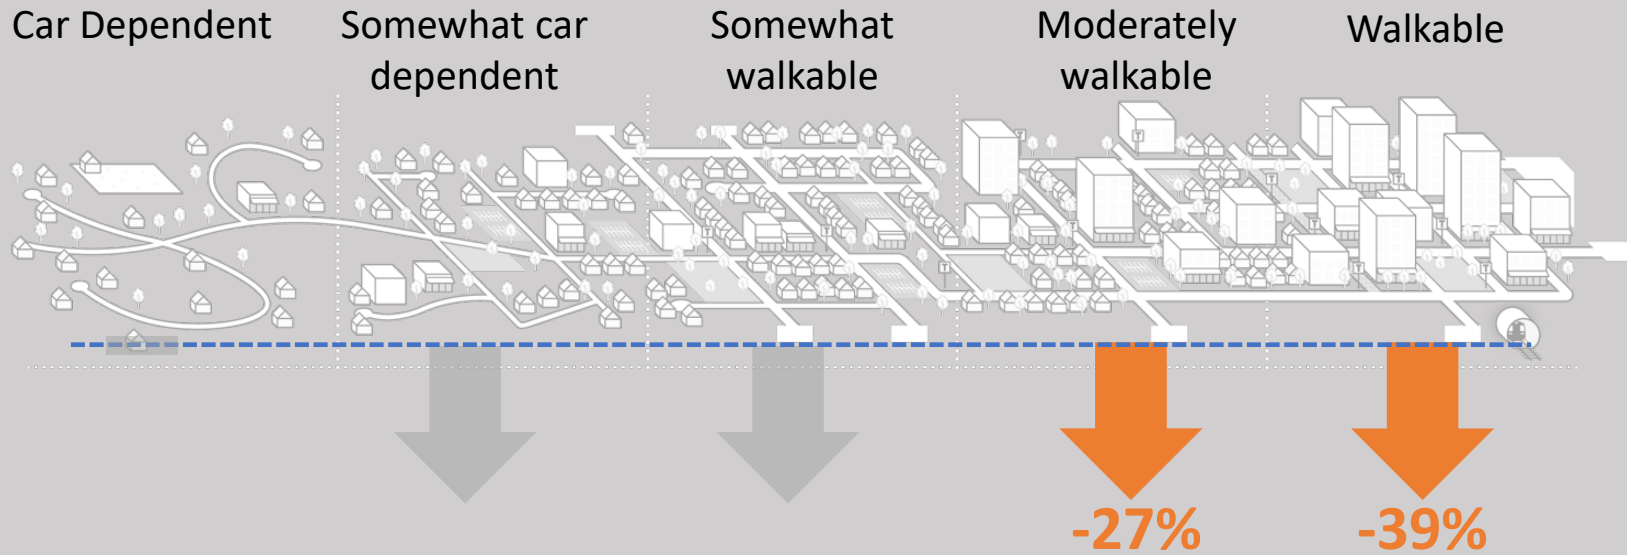 Car Dependent
Somewhat car
dependent
Somewhat
walkable
Moderately
walkable
Walkable
-27%
-39%